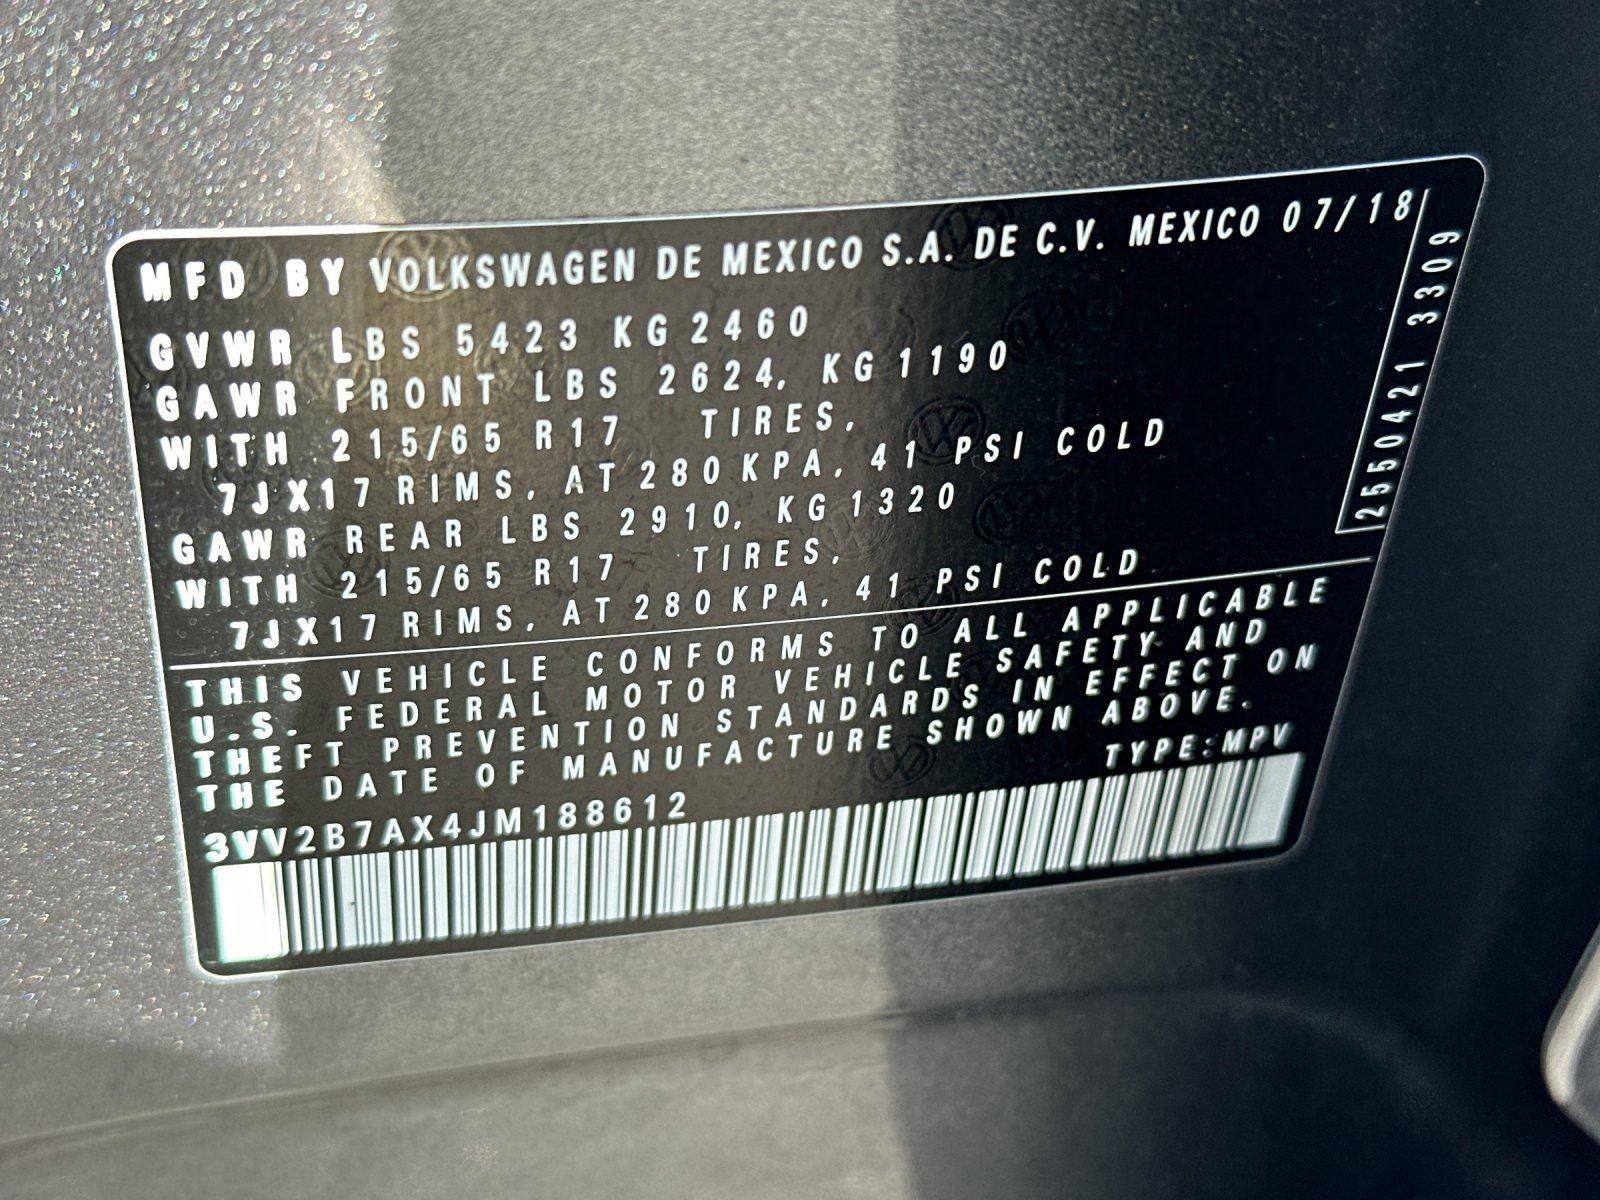 MFD BY VOLKSWAGEN DE MEXICO S.A. DE C.V. MEXICO 07/18
GVWR LBS 5423 KG 2460
GAWR FRONT LBS 2624, KG 1190
WITH 215/65 R17 TIRES,
7JX17 RIMS, AT 280 KPA, 41 PSI COLD
GAWR REAR LBS 2910, KG 1320
WITH 215/65 R17 TIRES,
7JX17 RIMS, AT 280 KPA, 41 PSI COLD
2550421 3309
THIS VEHICLE CONFORMS TO ALL APPLICABLE
U.S. FEDERAL MOTOR VEHICLE SAFETY AND
THEFT PREVENTION STANDARDS IN EFFECT ON
THE DATE OF MANUFACTURE SHOWN ABOVE.
TYPE:MPV
3VV2B7AX4JM188612